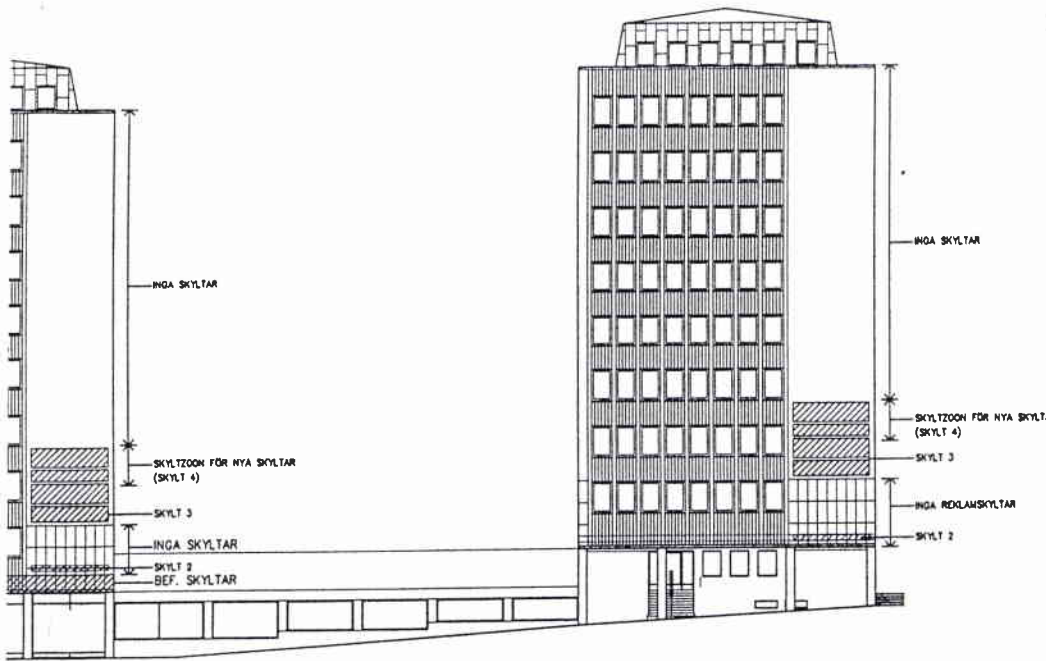 INGA SKYLTAR
SKYLTZOON FÖR NYA SKYLTAR
(SKYLT 4)
SKYLT 3
INGA SKYLTAR
SKYLT 2
BEF. SKYLTAR
INGA SKYLTAR
SKYLTZOON FÖR NYA SKYLT
(SKYLT 4)
SKYLT 3
INGA REKLAMSKYLTAR
SKYLT 2